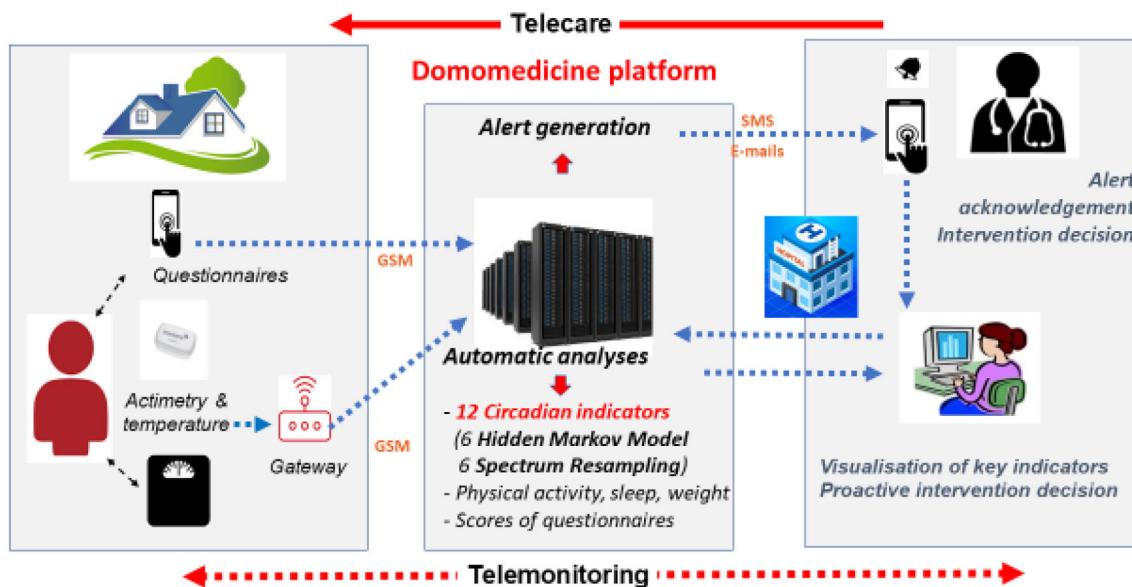 Telecare
Domomedicine platform
Questionnaires
Actimetry &
temperature
Gateway
GSM
GSM
Alert generation
Automatic analyses
- 12 Circadian indicators
(6 Hidden Markov Model
6 Spectrum Resampling)
- Physical activity, sleep, weight
- Scores of questionnaires
SMS
E-mails
H
HOSPITAL
Alert
acknowledgement
Intervention decision
Visualisation of key indicators
Proactive intervention decision
Telemonitoring